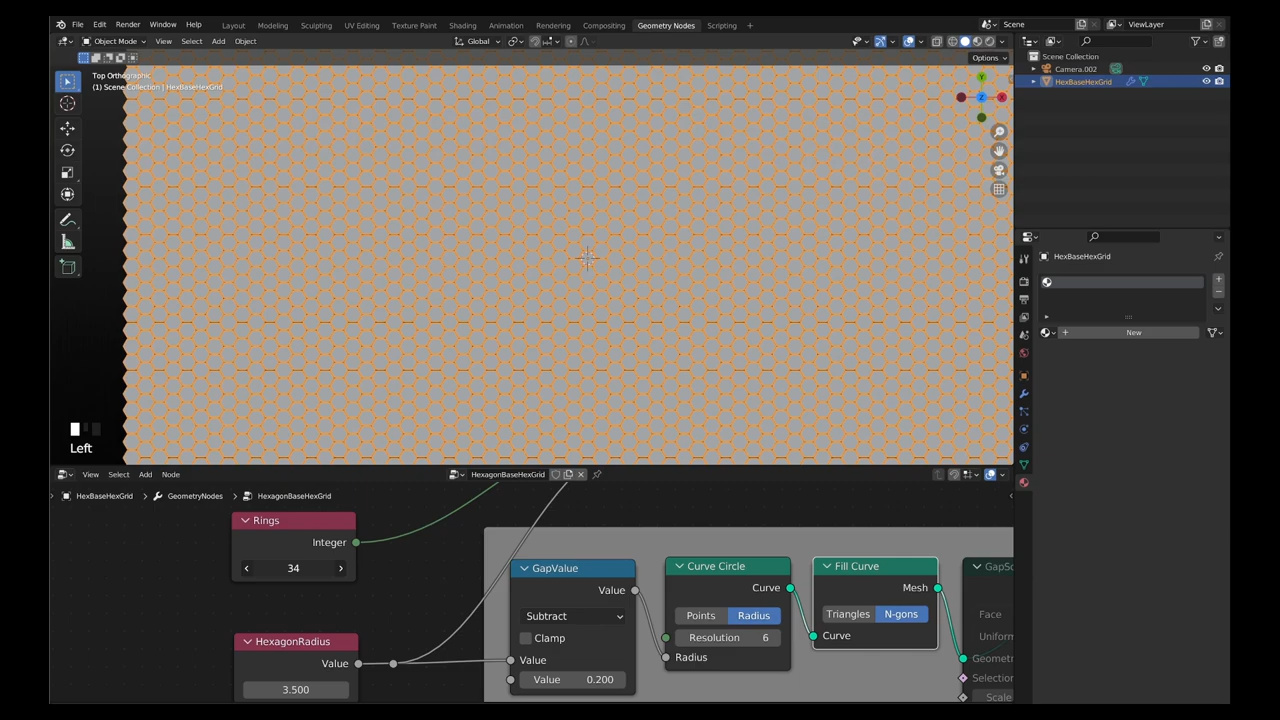 File Edit Render Window Help Layout Modeling Sculpting UV Editing Texture Paint Shading Animation Rendering Compositing Geometry Nodes Scripting + Scene ViewLayer
Object Mode View Select Add Object Global
Options
Top Orthographic
(1) Scene Collection | HexBaseHexGrid
Y
X
Z
Left
Scene Collection
Camera.002
HexBaseHexGrid
HexBaseHexGrid
New
View Select Add Node HexagonBaseHexGrid
HexBaseHexGrid GeometryNodes HexagonBaseHexGrid
Rings
Integer
34
HexagonRadius
Value
3.500
GapValue
Value
Subtract
Clamp
Value
Value 0.200
Curve Circle
Curve
Points Radius
Resolution 6
Radius
Fill Curve
Mesh
Triangles N-gons
Curve
Face
Scale